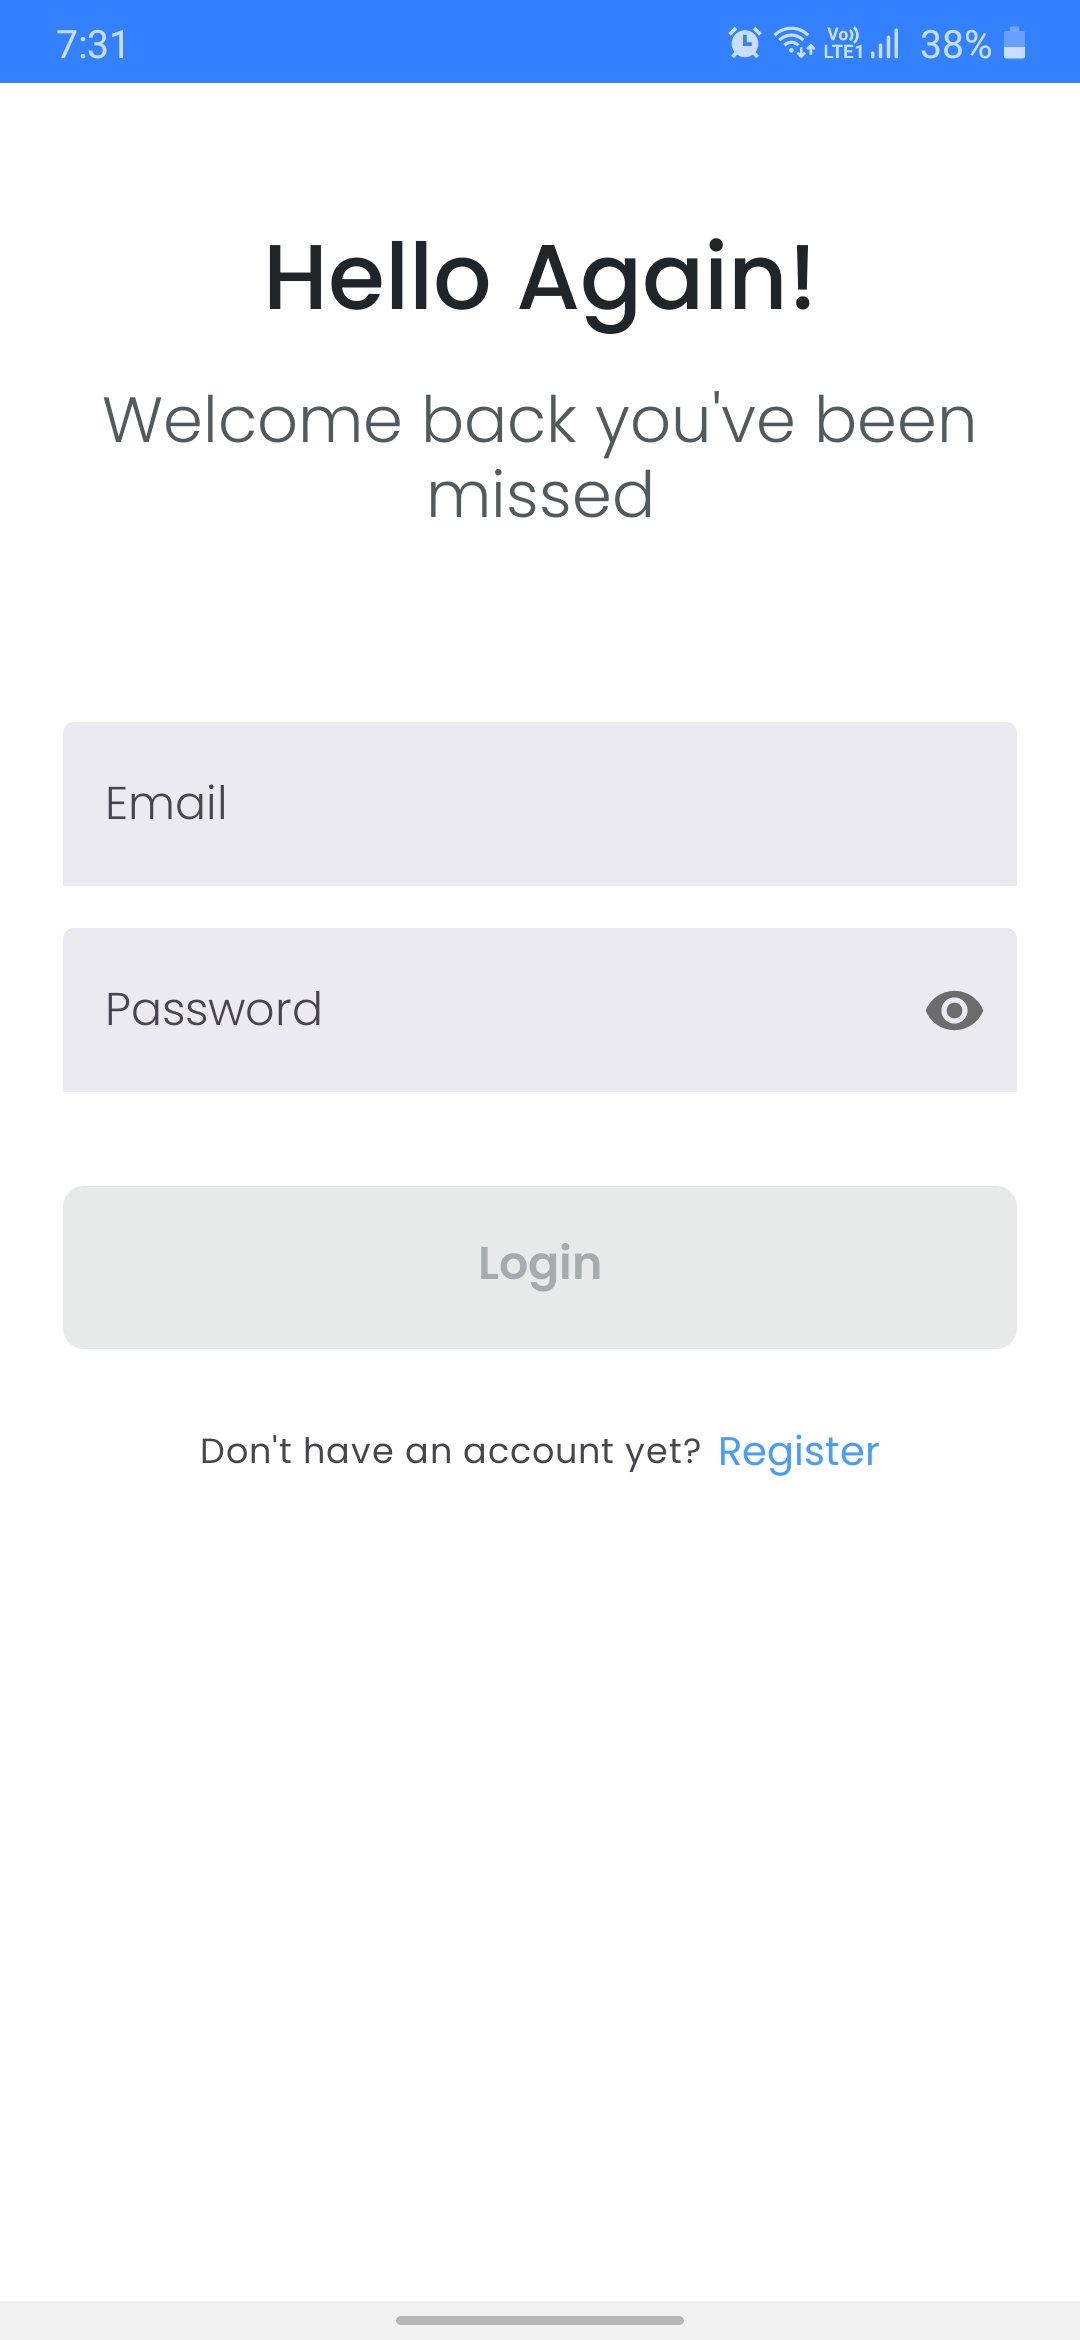 7:31 Vo)) LTE1 38%
Hello Again!
Welcome back you've been
missed
Email
Password
Login
Don't have an account yet? Register